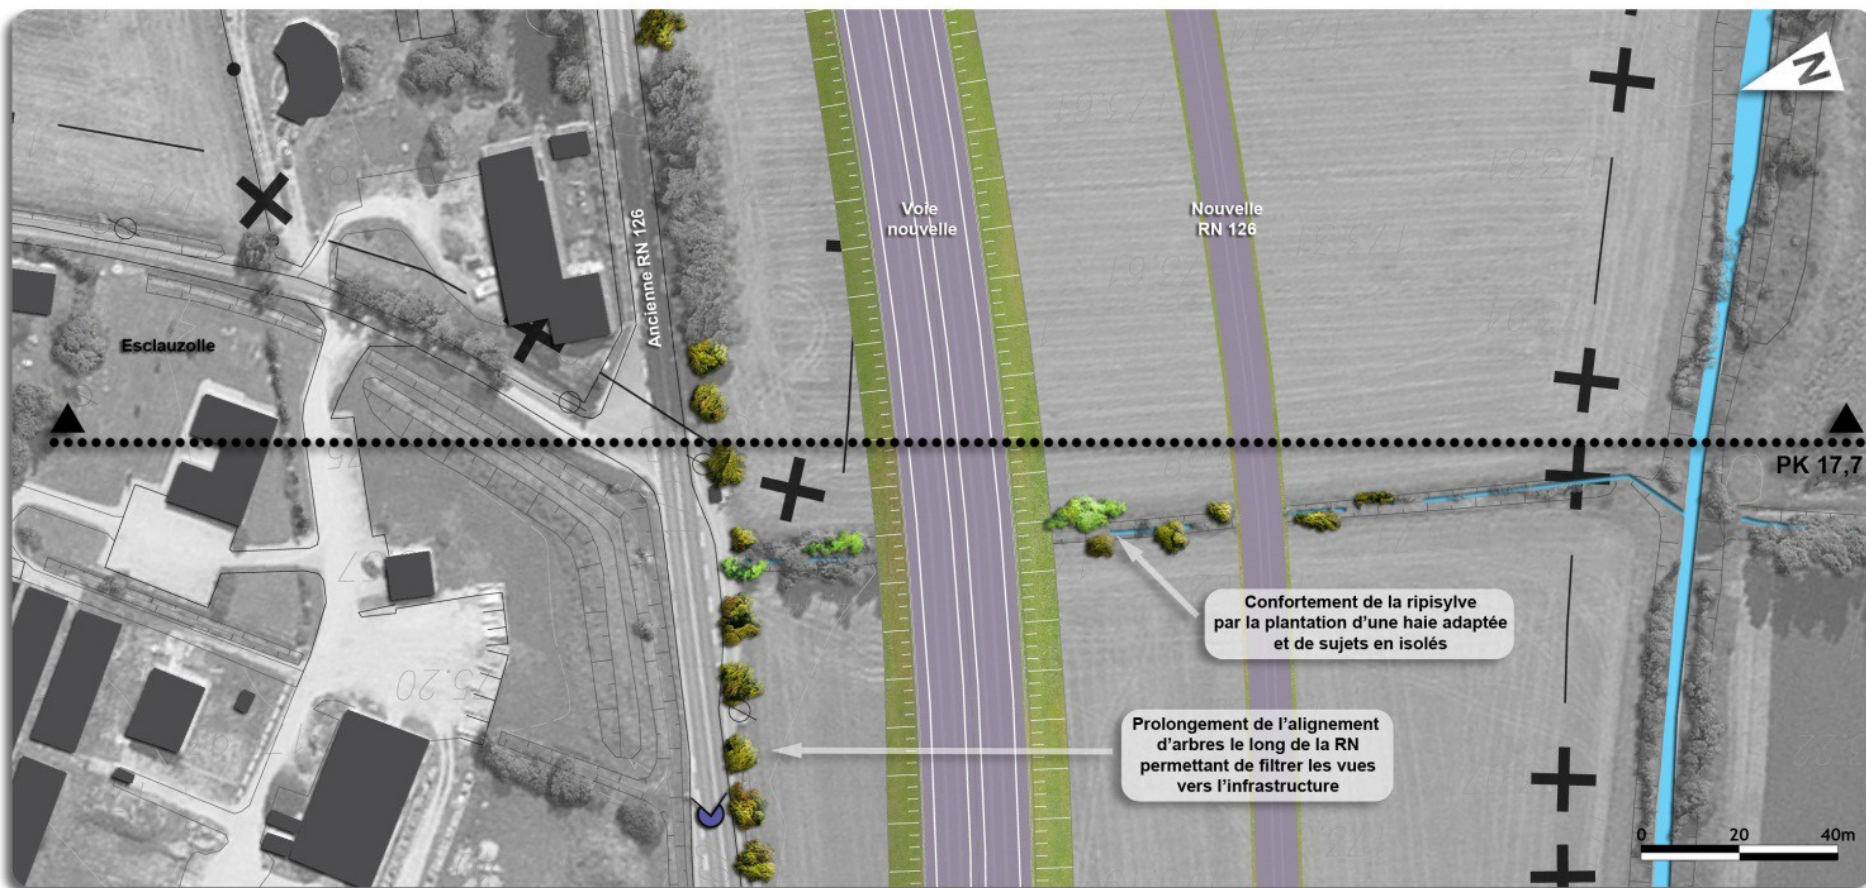 N
Voie
nouvelle
Nouvelle
RN 126
Ancienne RN 126
Esclauzolle
PK 17,7
Confortement de la ripisylve
par la plantation d'une haie adaptée
et de sujets en isolés
Prolongement de l'alignement
d'arbres le long de la RN
permettant de filtrer les vues
vers l'infrastructure
0 20 40m
75.20